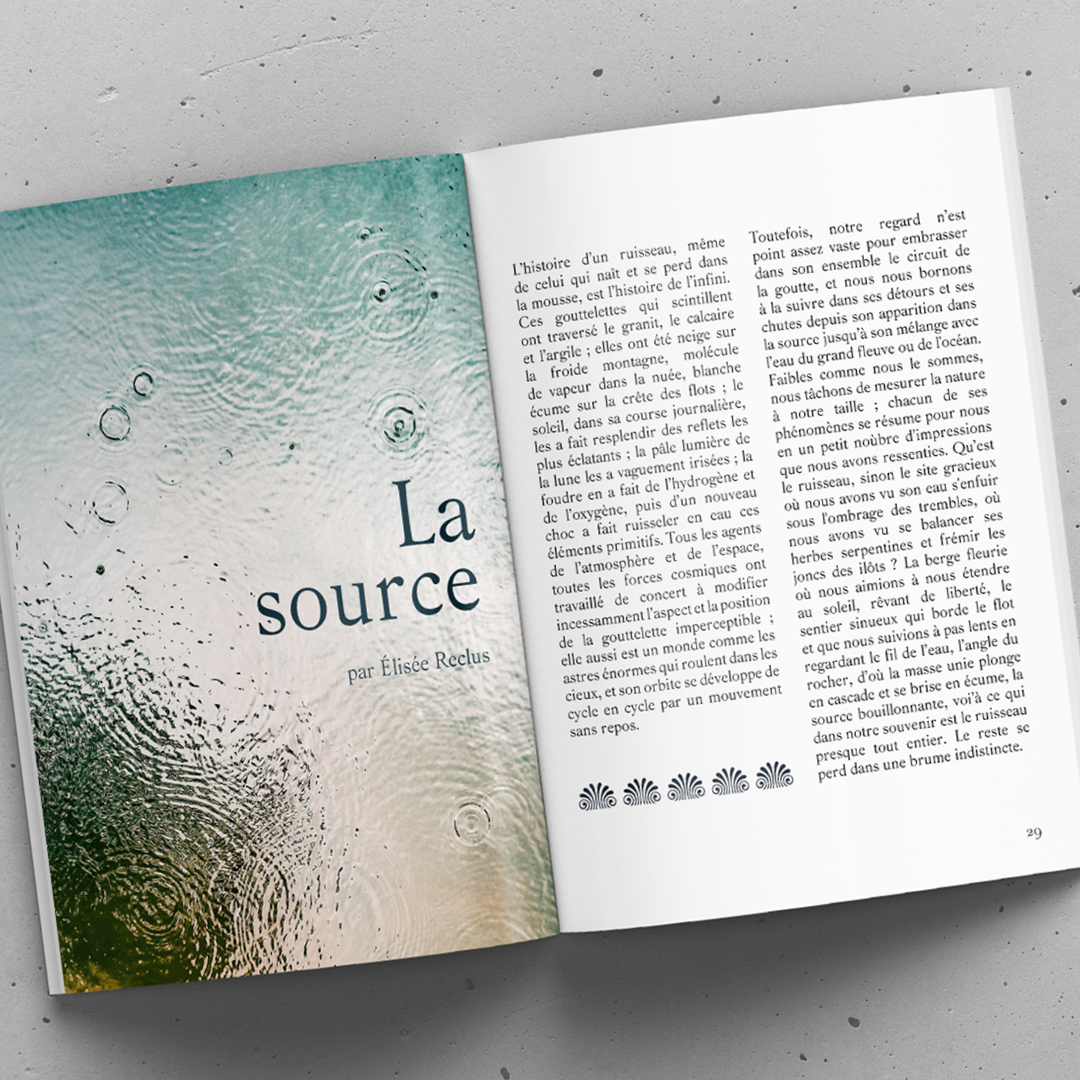 La
source
par Élisée Reclus
L'histoire d'un ruisseau, même
de celui qui naît et se perd dans
la mousse, est l'histoire de l'infini.
Ces gouttelettes qui scintillent
ont traversé le granit, le calcaire
et l'argile ; elles ont été neige sur
la froide montagne, molécule
de vapeur dans la nuée, blanche
écume sur la crête des flots ; le
soleil, dans sa course journalière,
les a fait resplendir des reflets les
plus éclatants ; la pâle lumière de
la lune les a vaguement irisées ; la
foudre en a fait de l'hydrogène et
de l'oxygène, puis d'un nouveau
choc a fait ruisseler en eau ces
éléments primitifs. Tous les agents
de l'atmosphère et de l'espace,
toutes les forces cosmiques ont
travaillé de concert à modifier
incessamment l'aspect et la position
de la gouttelette imperceptible ;
elle aussi est un monde comme les
astres énormes qui roulent dans les
cieux, et son orbite se développe de
cycle en cycle par un mouvement
sans repos.
Toutefois, notre regard n'est
point assez vaste pour embrasser
dans son ensemble le circuit de
la goutte, et nous nous bornons
à la suivre dans ses détours et ses
chutes depuis son apparition dans
la source jusqu'à son mélange avec
l'eau du grand fleuve ou de l'océan.
Faibles comme nous le sommes,
nous tâchons de mesurer la nature
à notre taille ; chacun de ses
phénomènes se résume pour nous
en un petit noùbre d'impressions
que nous avons ressenties. Qu'est
le ruisseau, sinon le site gracieux
où nous avons vu son eau s'enfuir
sous l'ombrage des trembles, où
nous avons vu se balancer ses
herbes serpentines et frémir les
joncs des ilôts ? La berge fleurie
où nous aimions à nous étendre
au soleil, rêvant de liberté, le
sentier sinueux qui borde le flot
et que nous suivions à pas lents en
regardant le fil de l'eau, l'angle du
rocher, d'où la masse unie plonge
en cascade et se brise en écume, la
source bouillonnante, voi'à ce qui
dans notre souvenir est le ruisseau
presque tout entier. Le reste se
perd dans une brume indistincte.
29